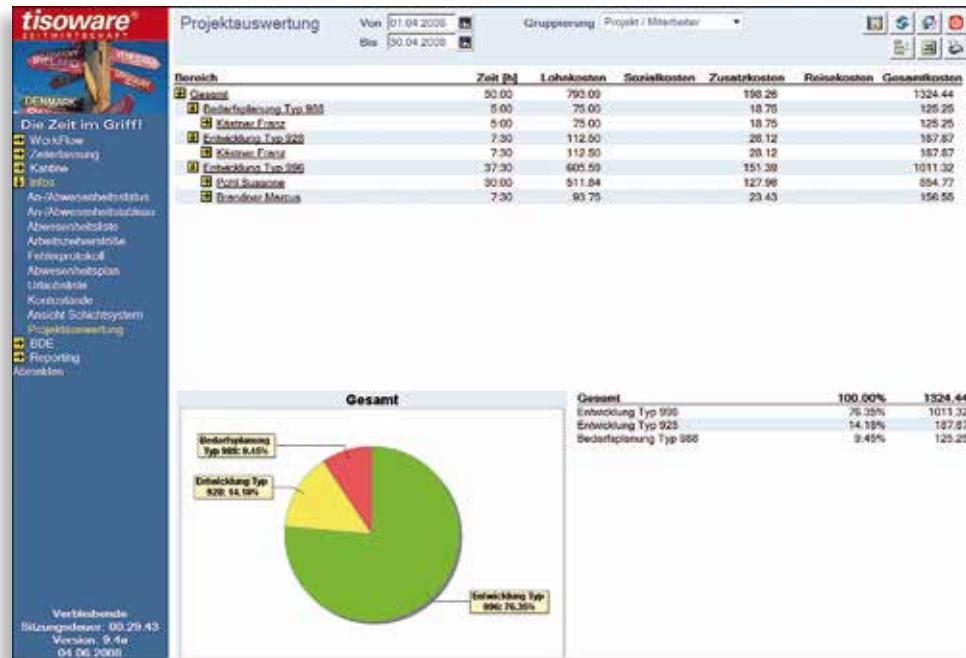 tisoware®
ZEITWIRTSCHAFT
DENMARK
Die Zeit im Griff!
WorkFlow
Zeiterfassung
Kantine
Infos
An-/Abwesenheitsstatus
An-/Abwesenheitstableau
Abwesenheitsliste
Arbeitszeitverstöße
Fehlerprotokoll
Abwesenheitsplan
Urlaubsliste
Kontostände
Ansicht Schichtsystem
Projektauswertung
BDE
Reporting
Abmelden
Verbleibende
Sitzungsdauer: 00:29:43
Version: 9.4a
04.06.2008
Projektauswertung
Von 01.04.2008
Bis 30.04.2008
Gruppierung Projekt / Mitarbeiter
Bereich Zeit [h] Lohnkosten Sozialkosten Zusatzkosten Reisekosten Gesamtkosten
Gesamt 50:00 793.09 198.26 1324.44
Bedarfsplanung Typ 988 5:00 75.00 18.75 125.25
Kästner Franz 5:00 75.00 18.75 125.25
Entwicklung Typ 928 7:30 112.50 28.12 187.87
Kästner Franz 7:30 112.50 28.12 187.87
Entwicklung Typ 996 37:30 605.59 151.39 1011.32
Pohl Susanne 30:00 511.84 127.96 854.77
Brandner Marcus 7:30 93.75 23.43 156.55
Gesamt
Bedarfsplanung
Typ 988; 9.45%
Entwicklung Typ
928; 14.18%
Entwicklung Typ
996; 76.35%
Gesamt 100.00% 1324.44
Entwicklung Typ 996 76.35% 1011.32
Entwicklung Typ 928 14.18% 187.87
Bedarfsplanung Typ 988 9.45% 125.25